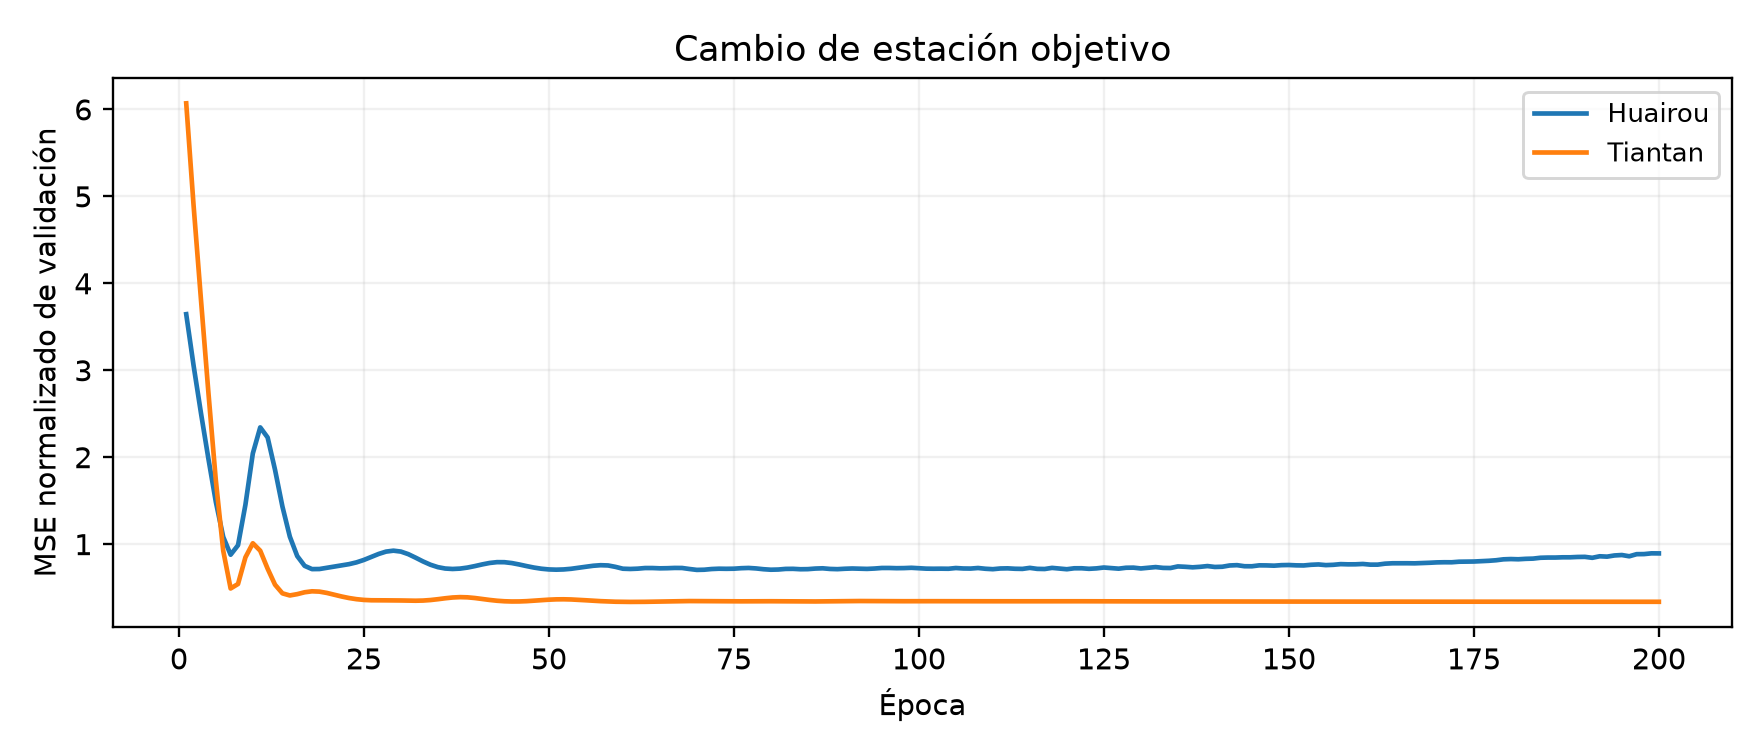 Cambio de estación objetivo
MSE normalizado de validación
6
5
4
3
2
1
Huairou
Tiantan
0 25 50 75 100 125 150 175 200
Época